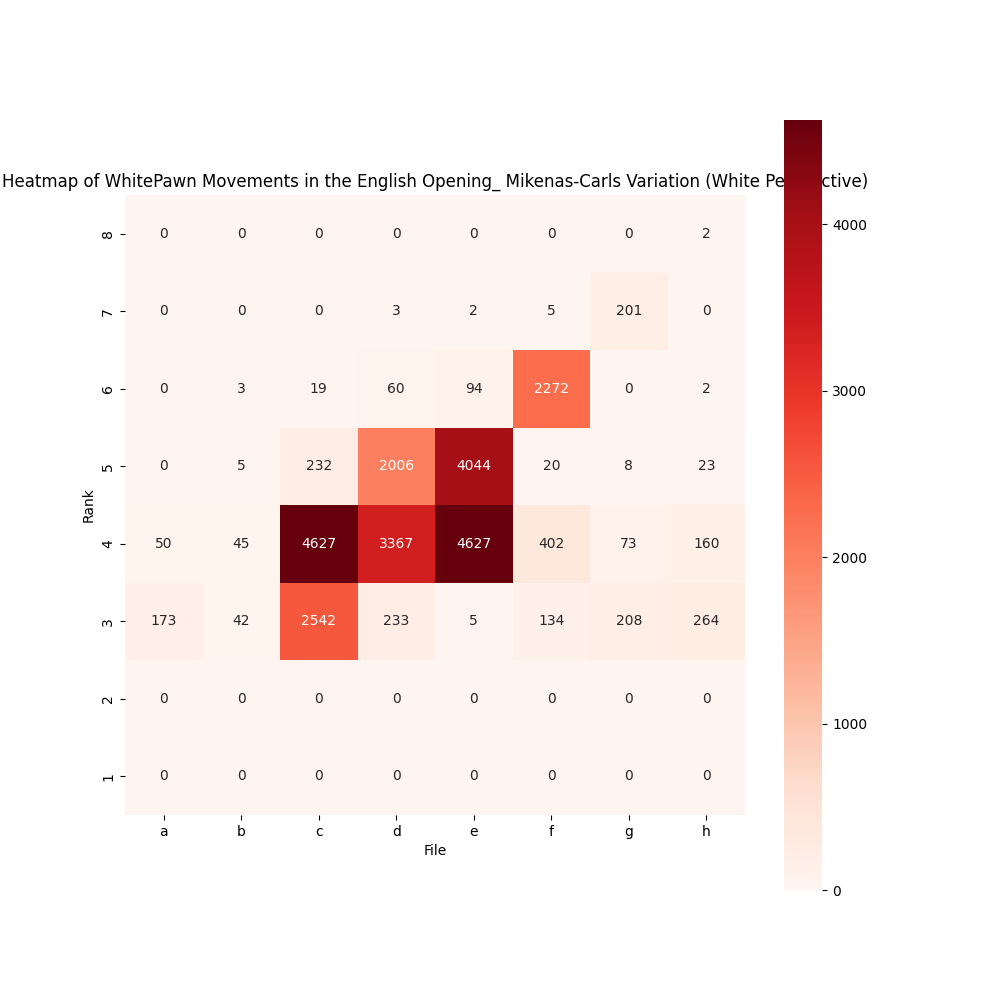 Heatmap of WhitePawn Movements in the English Opening_ Mikenas-Carls Variation (White Pe ctive)
8 0 0 0 0 0 0 0 2
7 0 0 0 3 2 5 201 0
6 0 3 19 60 94 2272 0 2
5 0 5 232 2006 4044 20 8 23
4 50 45 4627 3367 4627 402 73 160
3 173 42 2542 233 5 134 208 264
2 0 0 0 0 0 0 0 0
1 0 0 0 0 0 0 0 0
a b c d e f g h
File
Rank
4000
3000
2000
1000
0